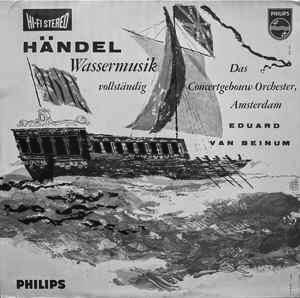 HI-FI STEREO
PHILIPS
HÄNDEL
Wassermusik
vollständig
Das
Concertgebouw-Orchester,
Amsterdam
EDUARD
VAN BEINUM
PHILIPS